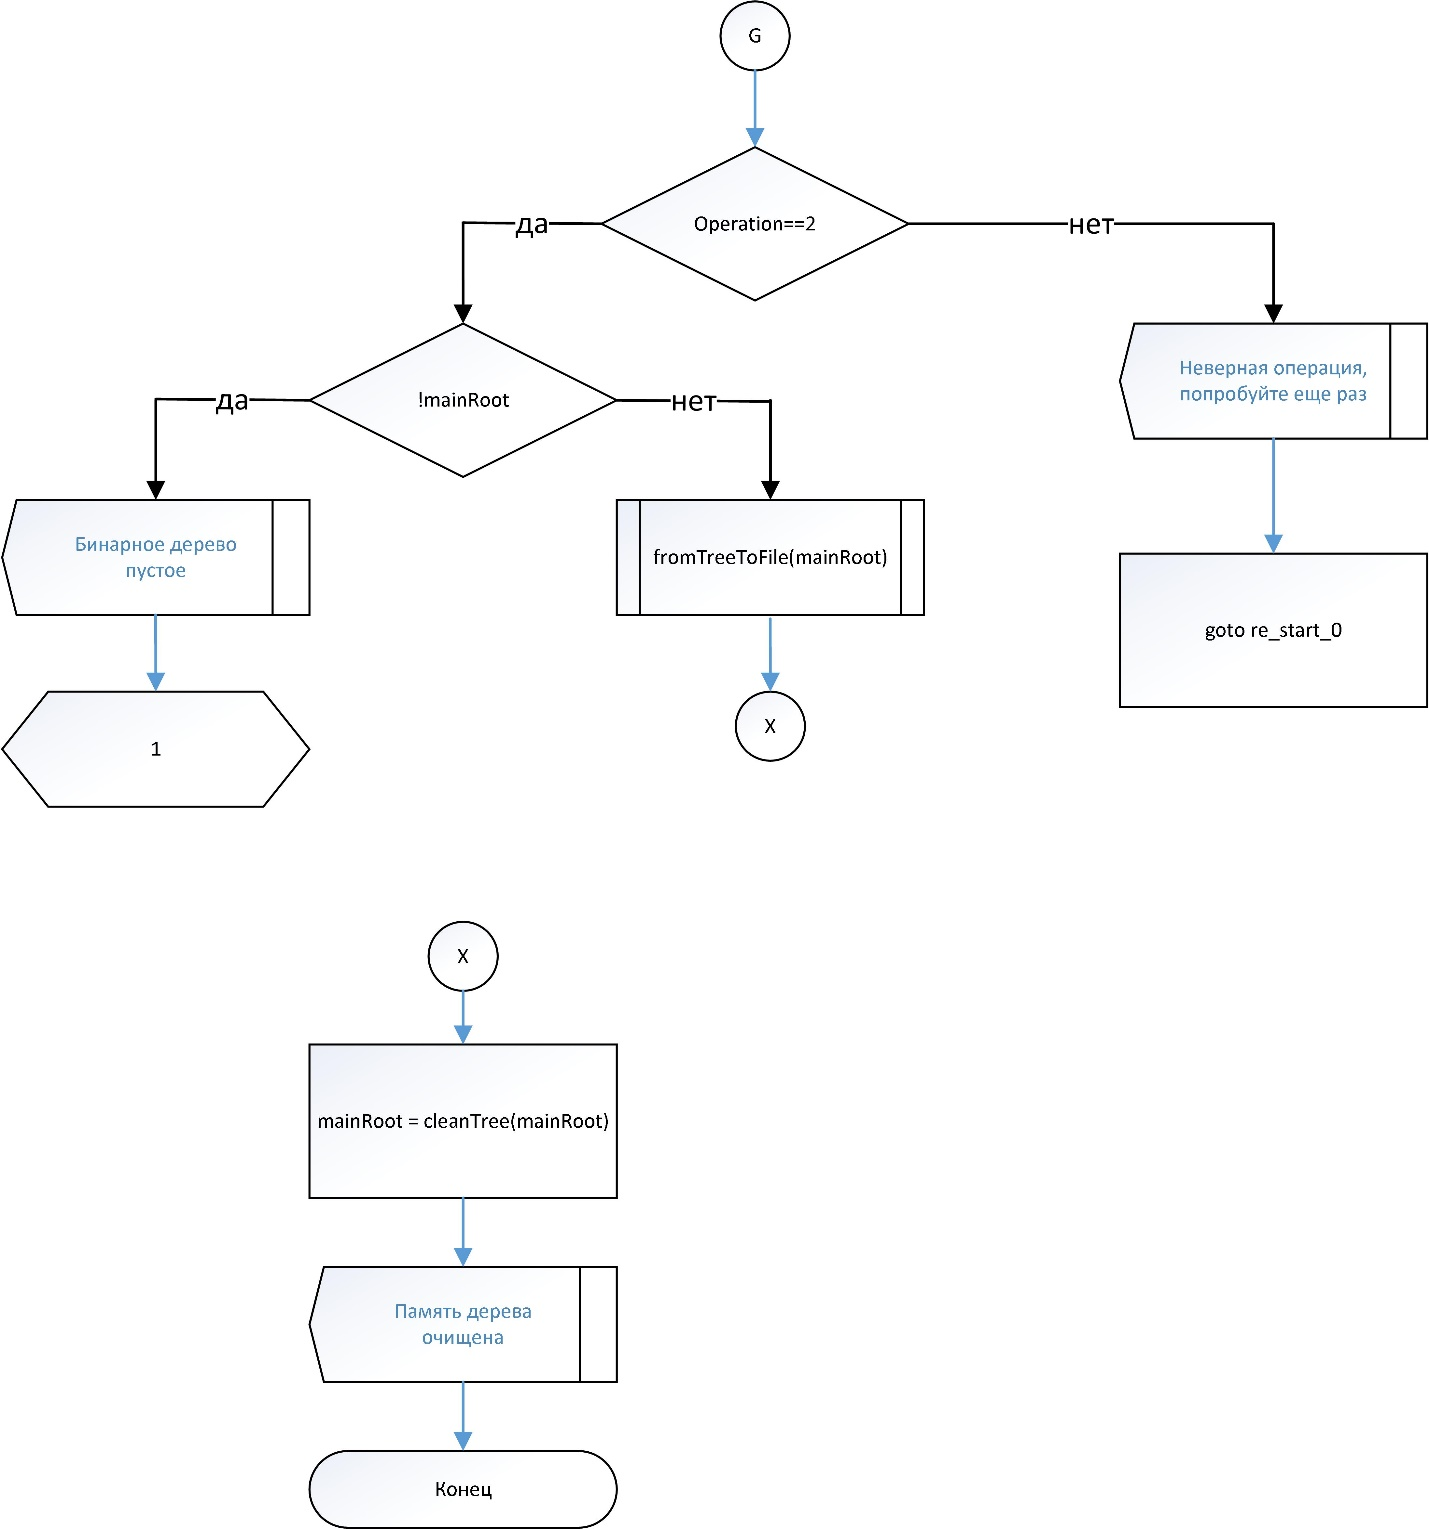 G
Operation==2
да
нет
!mainRoot
да
нет
Неверная операция,
попробуйте еще раз
Бинарное дерево
пустое
fromTreeToFile(mainRoot)
goto re_start_0
1
X
X
mainRoot = cleanTree(mainRoot)
Память дерева
очищена
Конец